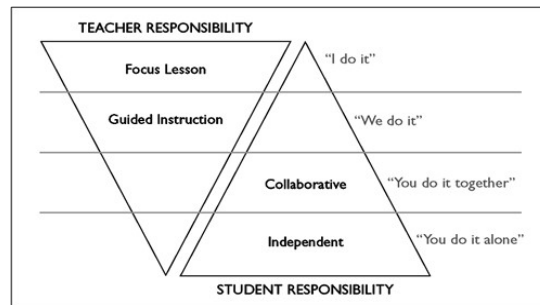 TEACHER RESPONSIBILITY
Focus Lesson
“I do it”
Guided Instruction
“We do it”
Collaborative
“You do it together”
Independent
“You do it alone”
STUDENT RESPONSIBILITY